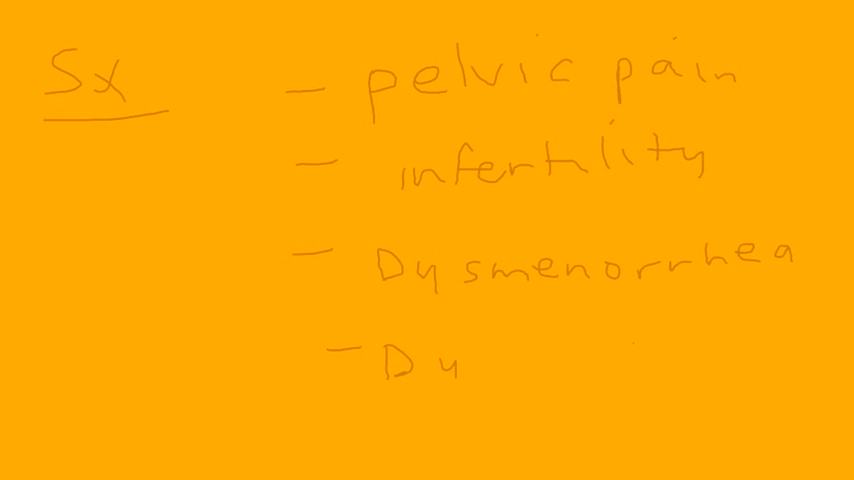 Sx
- pelvic pain
- infertility
- Dysmenorrhea
- Dy